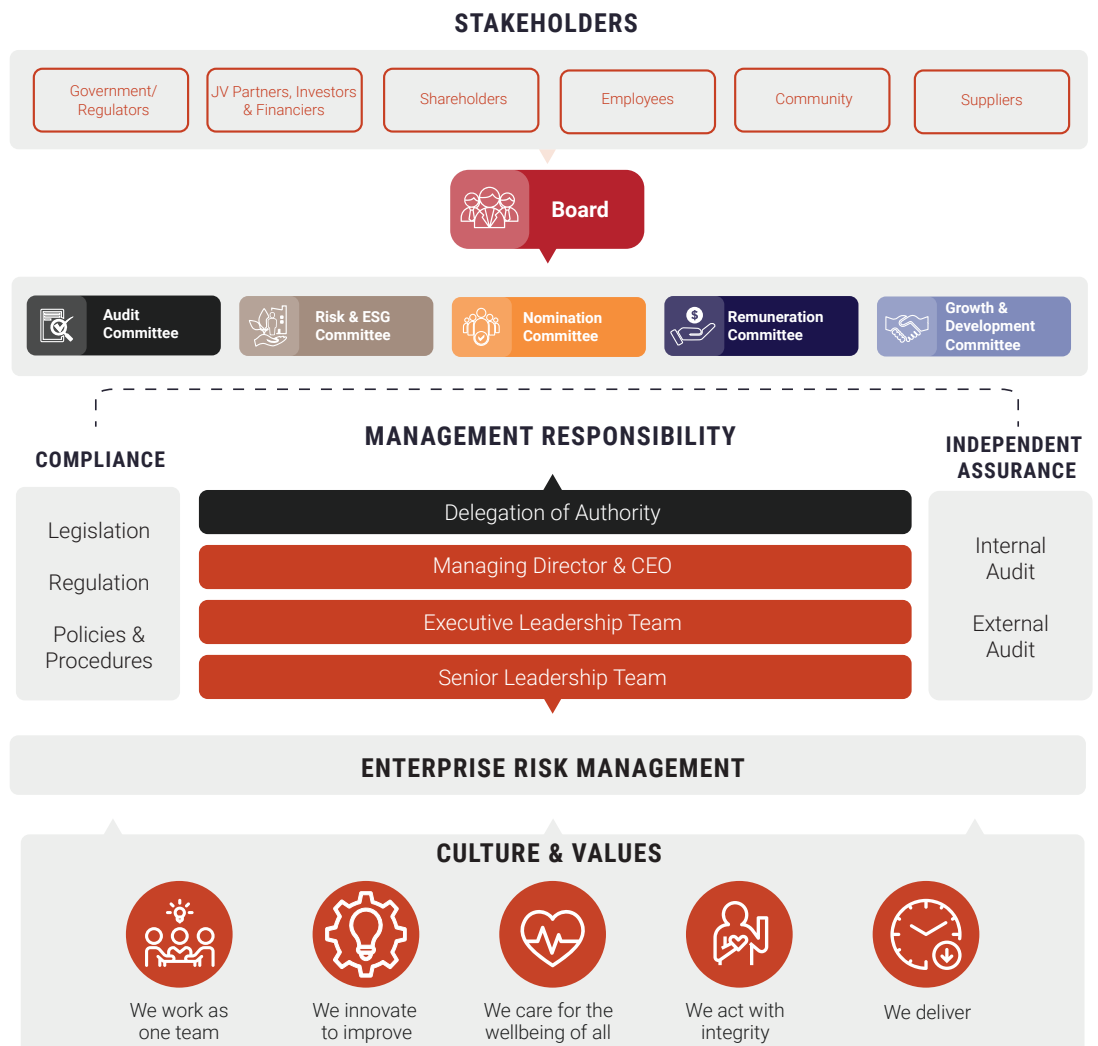 STAKEHOLDERS
Government/
Regulators
JV Partners, Investors
& Financiers
Shareholders
Employees
Community
Suppliers
Board
Audit
Committee
Risk & ESG
Committee
Nomination
Committee
$
Remuneration
Committee
Growth &
Development
Committee
MANAGEMENT RESPONSIBILITY
COMPLIANCE
Legislation
Regulation
Policies &
Procedures
Delegation of Authority
Managing Director & CEO
Executive Leadership Team
Senior Leadership Team
INDEPENDENT
ASSURANCE
Internal
Audit
External
Audit
ENTERPRISE RISK MANAGEMENT
CULTURE & VALUES
We work as
one team
We innovate
to improve
We care for the
wellbeing of all
We act with
integrity
We deliver